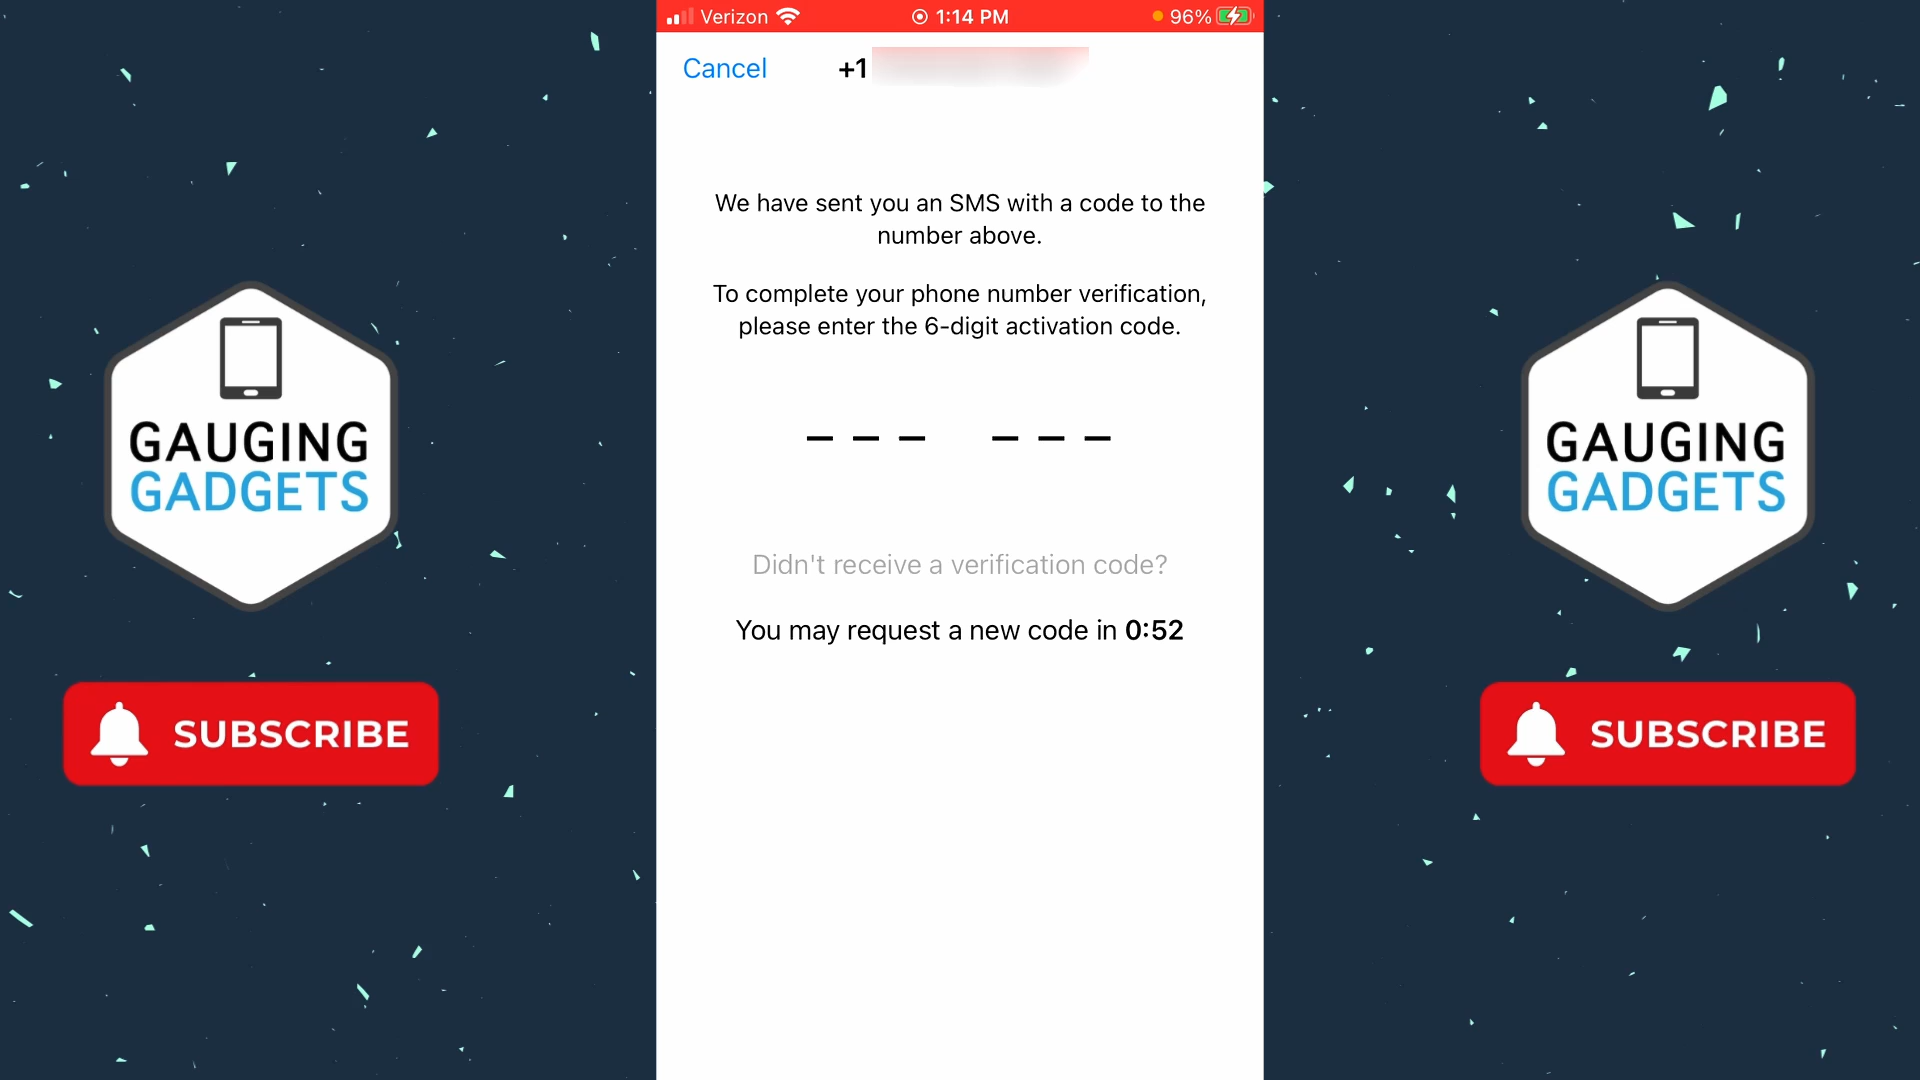 Verizon 1:14 PM 96%
Cancel +1
We have sent you an SMS with a code to the
number above.
To complete your phone number verification,
please enter the 6-digit activation code.
Didn't receive a verification code?
You may request a new code in 0:52
GAUGING
GADGETS
SUBSCRIBE
GAUGING
GADGETS
SUBSCRIBE